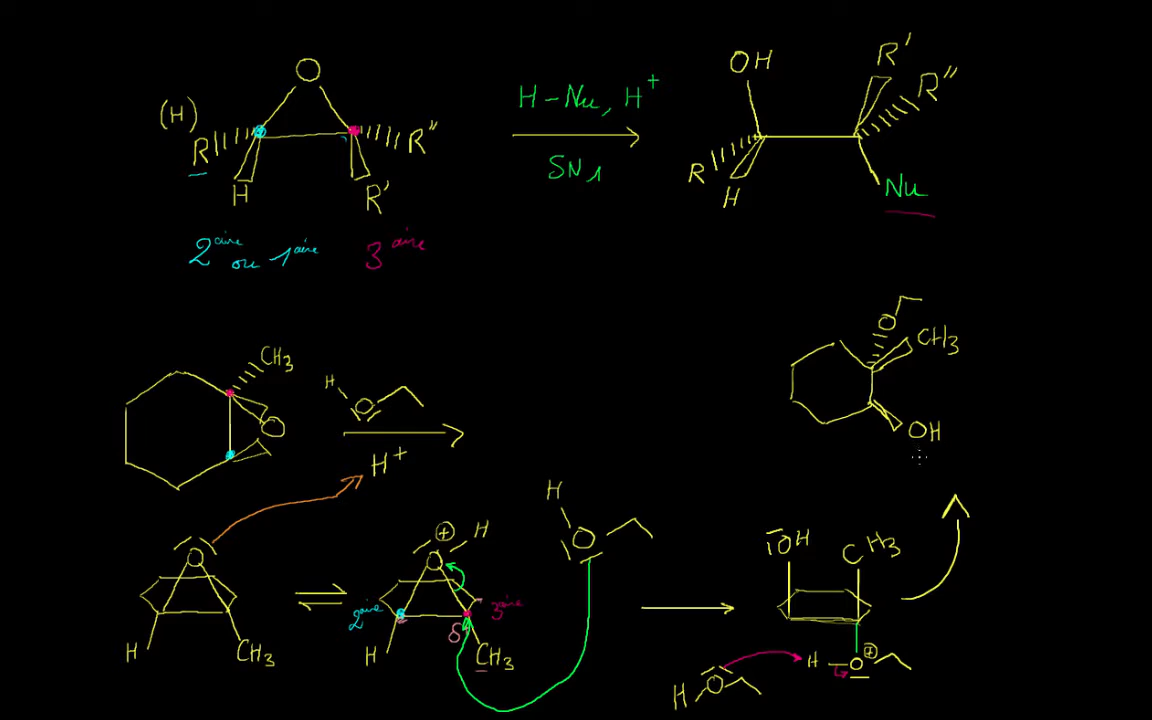 O
OH
R'
R''
(H)
H-Nu, H⁺
R
R''
SN1
R
Nu
H
R'
H
2aire ou 1aire
3aire
O
CH3
CH3
H
O
O
OH
H⁺
H
⊕
H
O
O
O
OH
CH3
2aire
3aire
δ
⊕
H
CH3
H
CH3
H
O
H
O